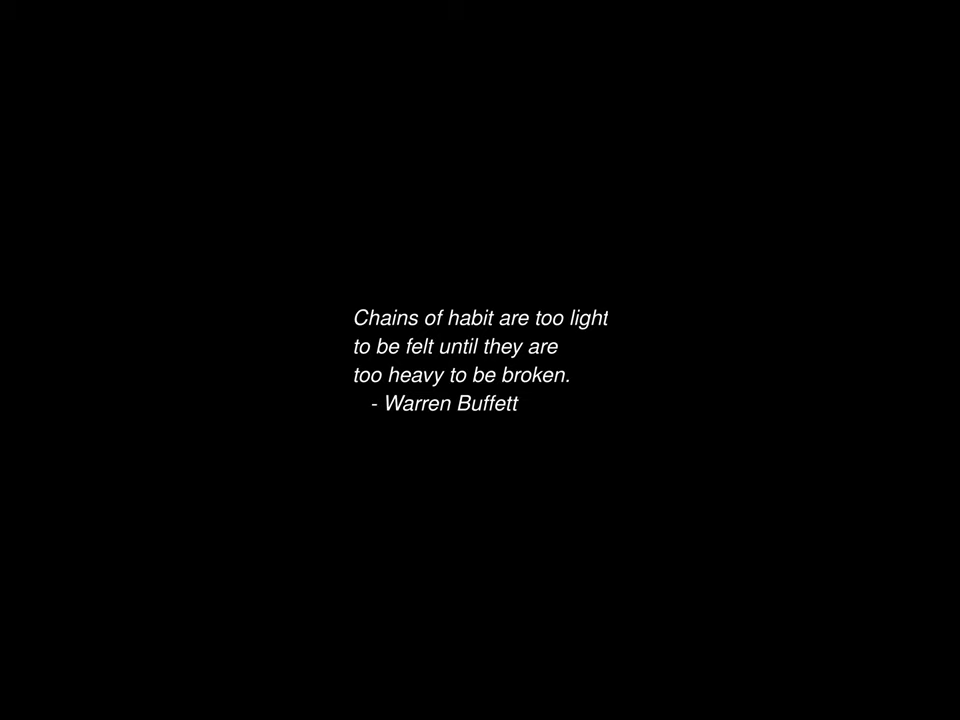 Chains of habit are too light
to be felt until they are
too heavy to be broken.
- Warren Buffett